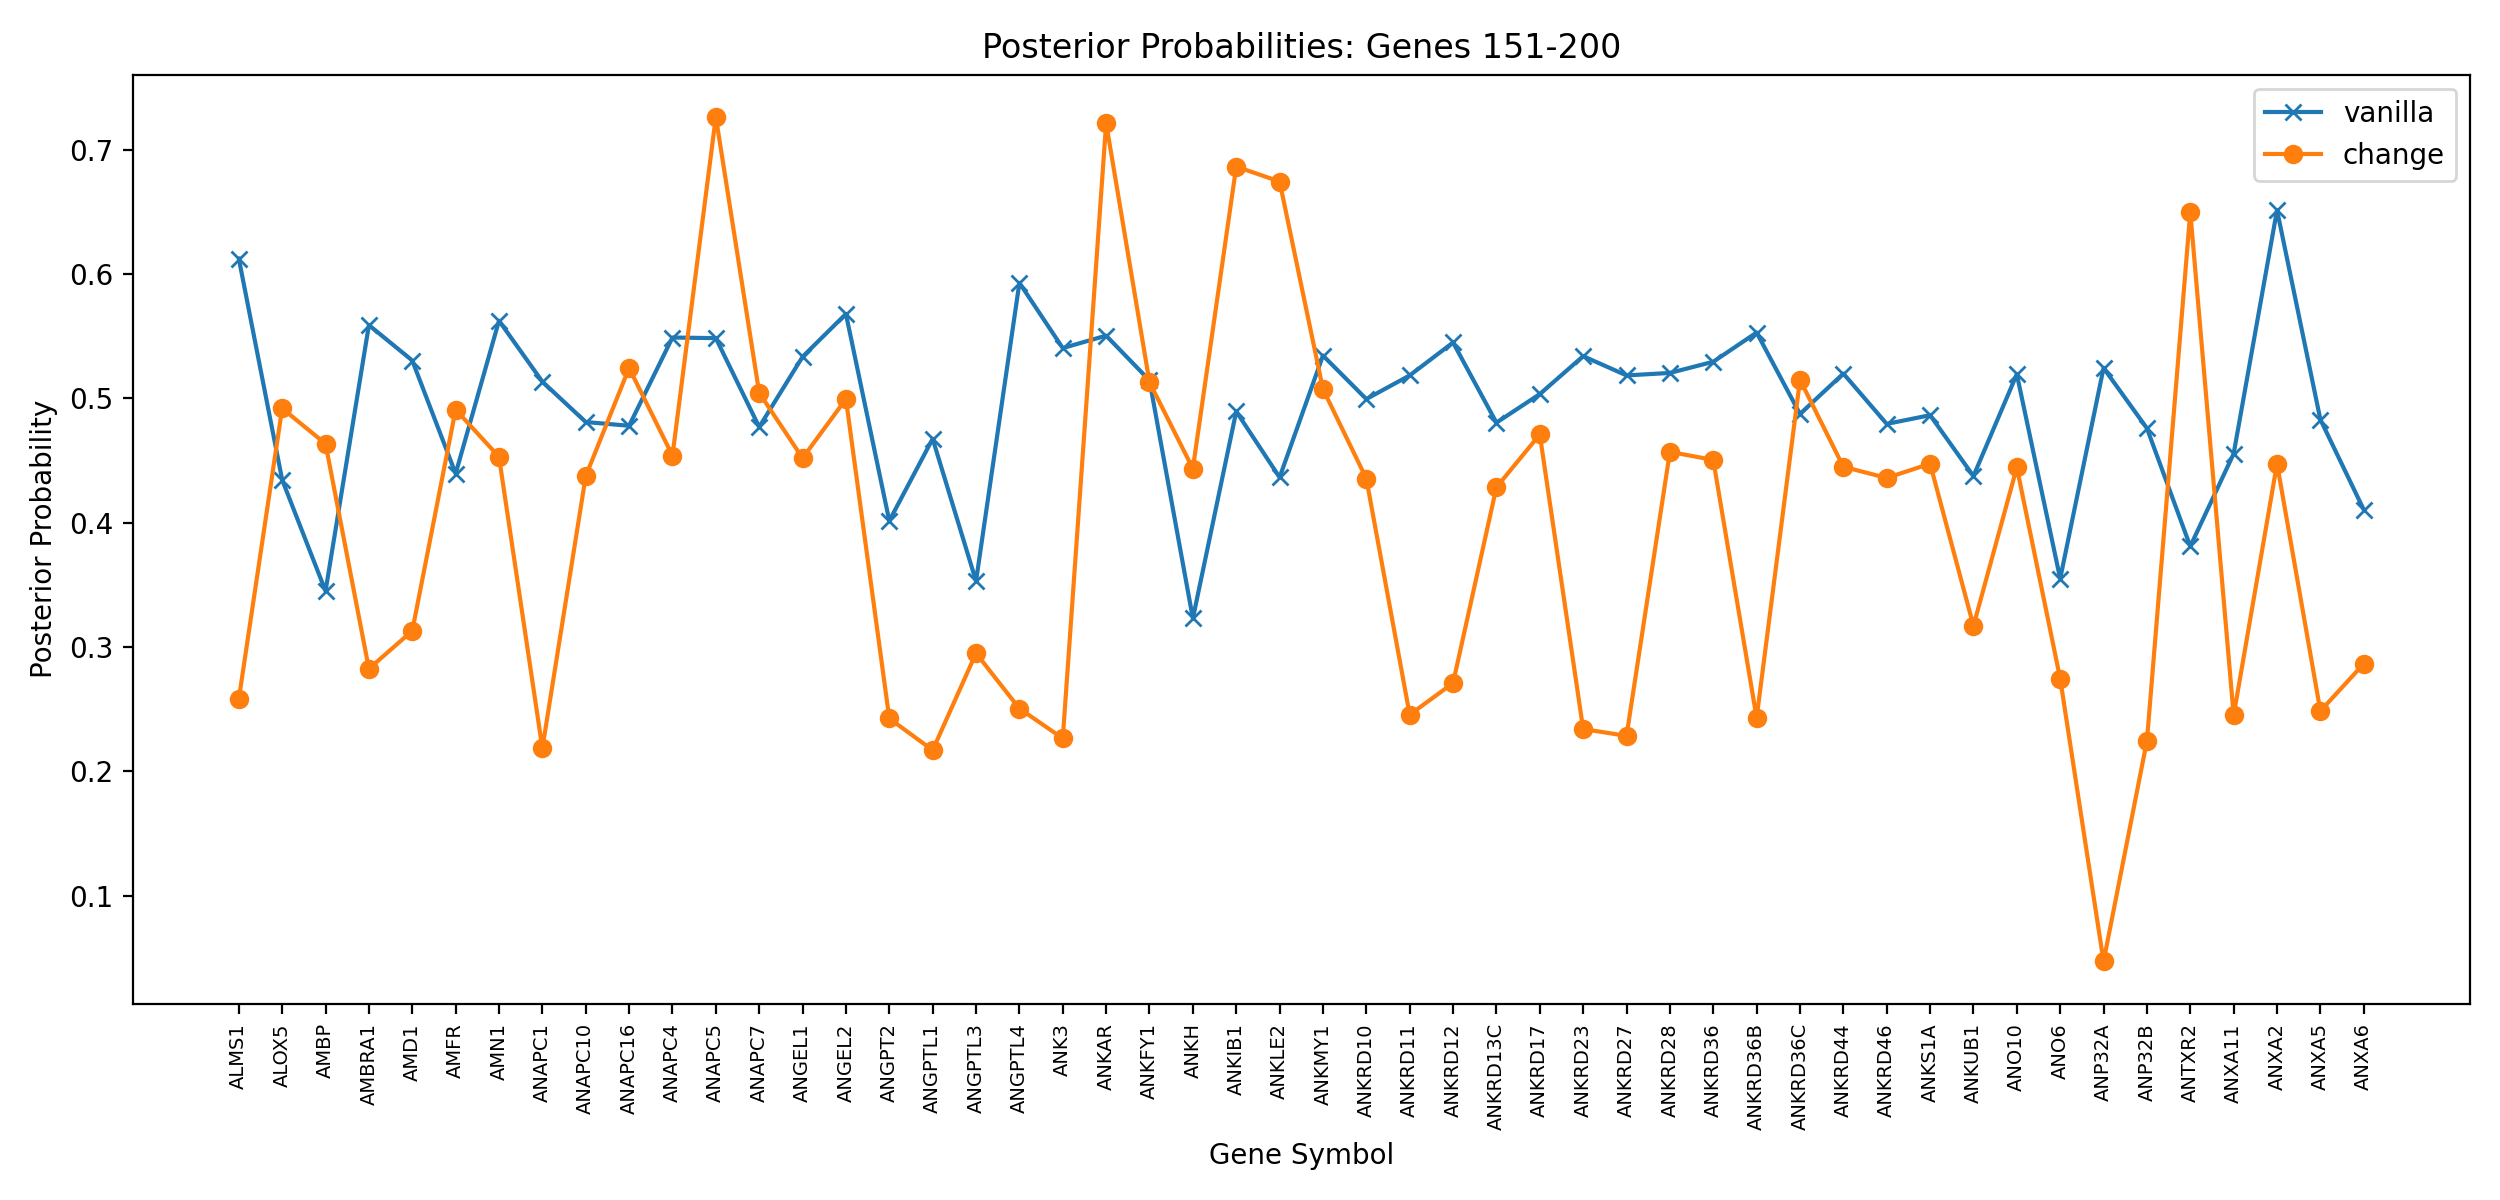 Posterior Probabilities: Genes 151-200
vanilla
change
Posterior Probability
0.7
0.6
0.5
0.4
0.3
0.2
0.1
ALMS1
ALOX5
AMBP
AMBRA1
AMD1
AMFR
AMN1
ANAPC1
ANAPC10
ANAPC16
ANAPC4
ANAPC5
ANAPC7
ANGEL1
ANGEL2
ANGPT2
ANGPTL1
ANGPTL3
ANGPTL4
ANK3
ANKAR
ANKFY1
ANKH
ANKIB1
ANKLE2
ANKMY1
ANKRD10
ANKRD11
ANKRD12
ANKRD13C
ANKRD17
ANKRD23
ANKRD27
ANKRD28
ANKRD36
ANKRD36B
ANKRD36C
ANKRD44
ANKRD46
ANKS1A
ANKUB1
ANO10
ANO6
ANP32A
ANP32B
ANTXR2
ANXA11
ANXA2
ANXA5
ANXA6
Gene Symbol